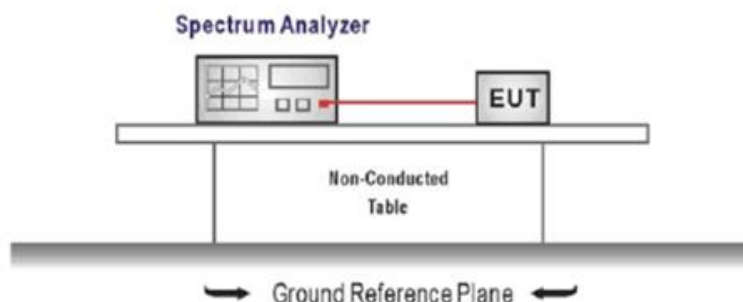 Spectrum Analyzer
EUT
Non-Conducted
Table
Ground Reference Plane